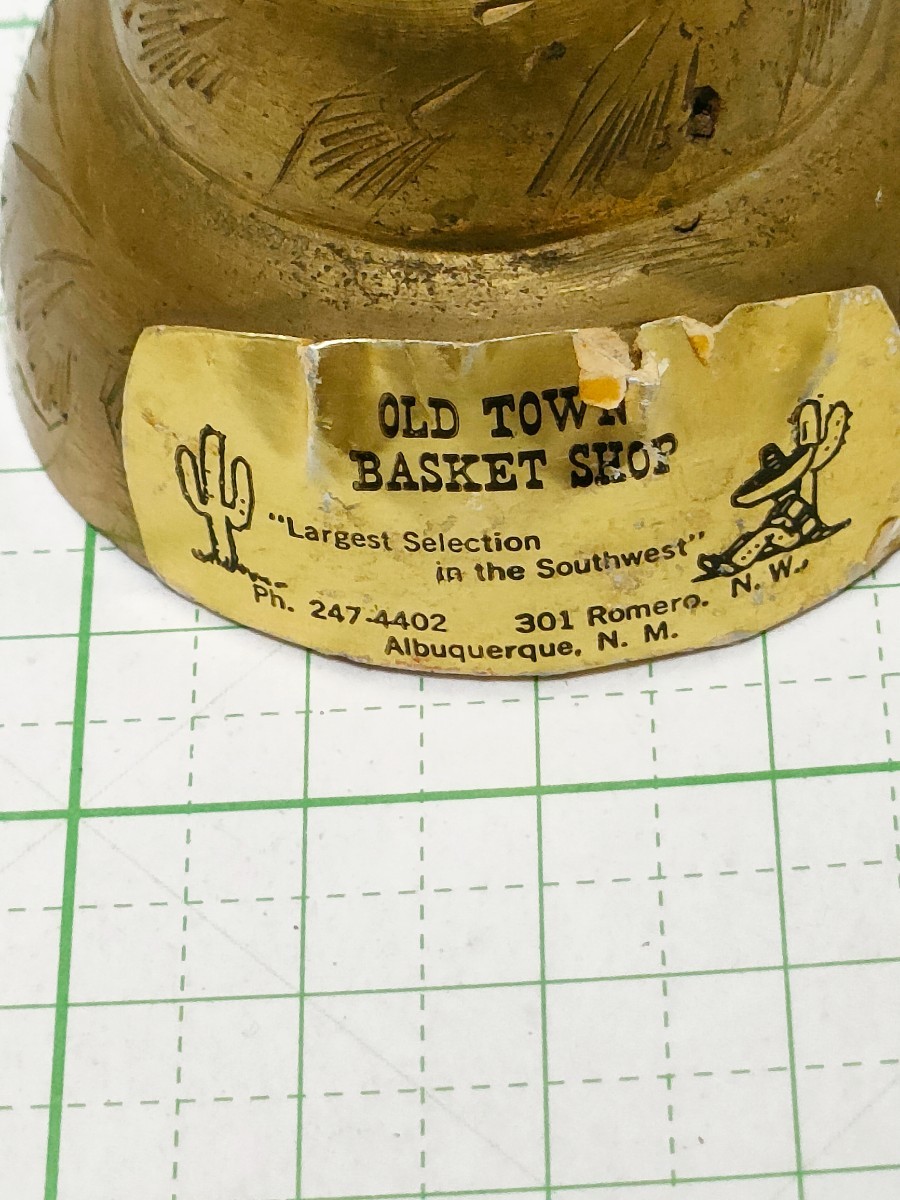 OLD TOWN
BASKET SHOP
"Largest Selection
in the Southwest"
Ph. 247-4402 301 Romero. N. W.,
Albuquerque, N. M.